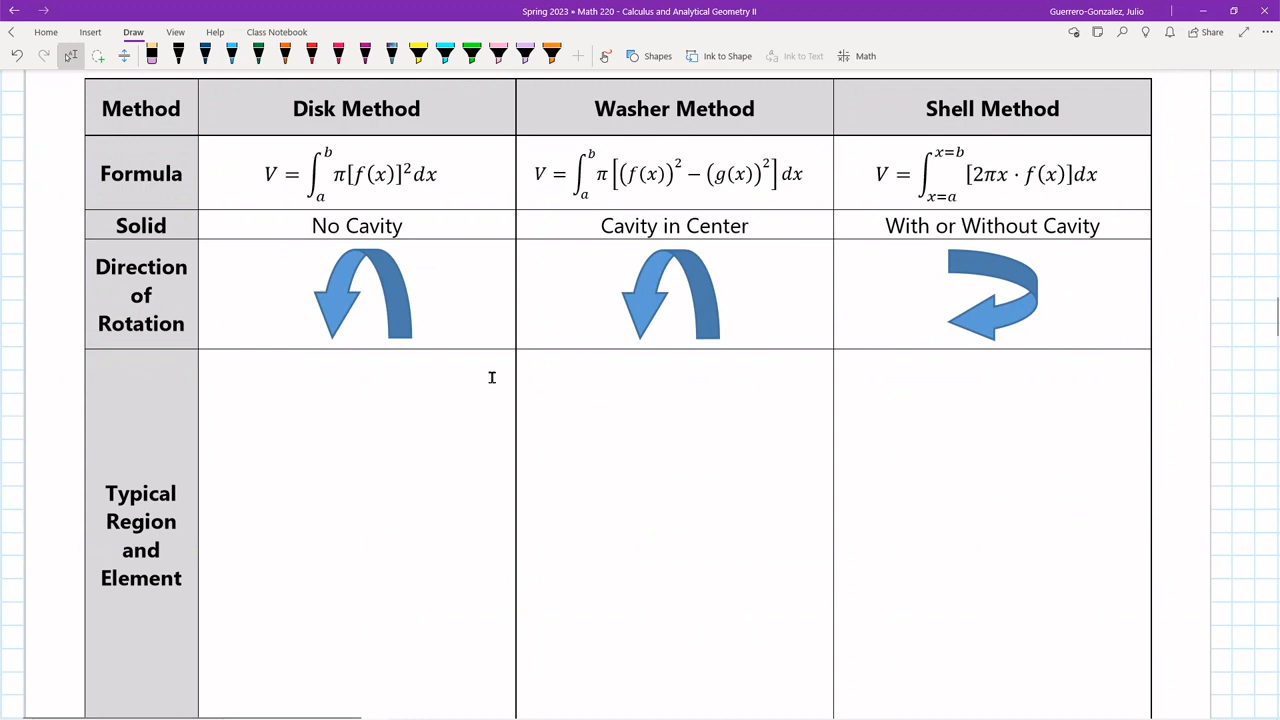 Spring 2023 » Math 220 - Calculus and Analytical Geometry II
Guerrero-Gonzalez, Julio
Home Insert Draw View Help Class Notebook
Share
Shapes Ink to Shape Ink to Text Math
Method Disk Method Washer Method Shell Method
Formula V = ∫_a^b π[f(x)]² dx V = ∫_a^b π[(f(x))² − (g(x))²] dx V = ∫_{x=a}^{x=b} [2πx · f(x)]dx
Solid No Cavity Cavity in Center With or Without Cavity
Direction
of
Rotation
Typical
Region
and
Element